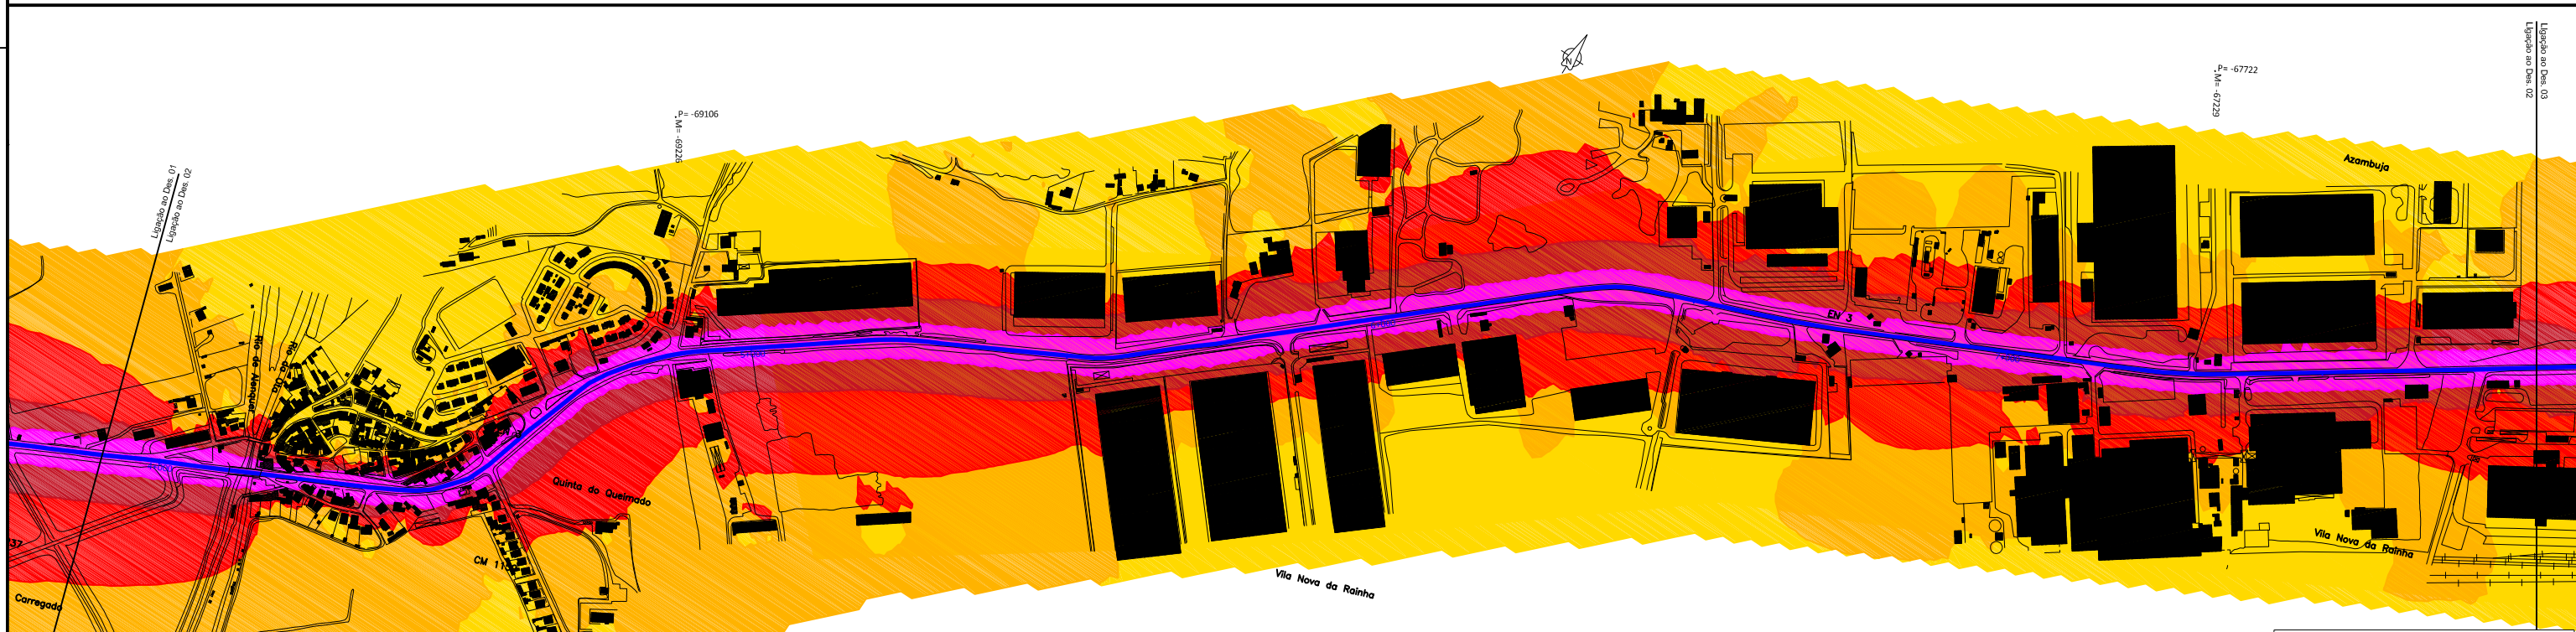 Ligação ao Des. 01
Ligação ao Des. 02
P= -69106
M= -69226
N
P= -67722
M= -67229
Ligação ao Des. 03
Ligação ao Des. 02
Azambuja
EN 3
Rio da Ota
Quinta do Queimado
CM 11
Carregado
Vila Nova da Rainha
Vila Nova da Rainha